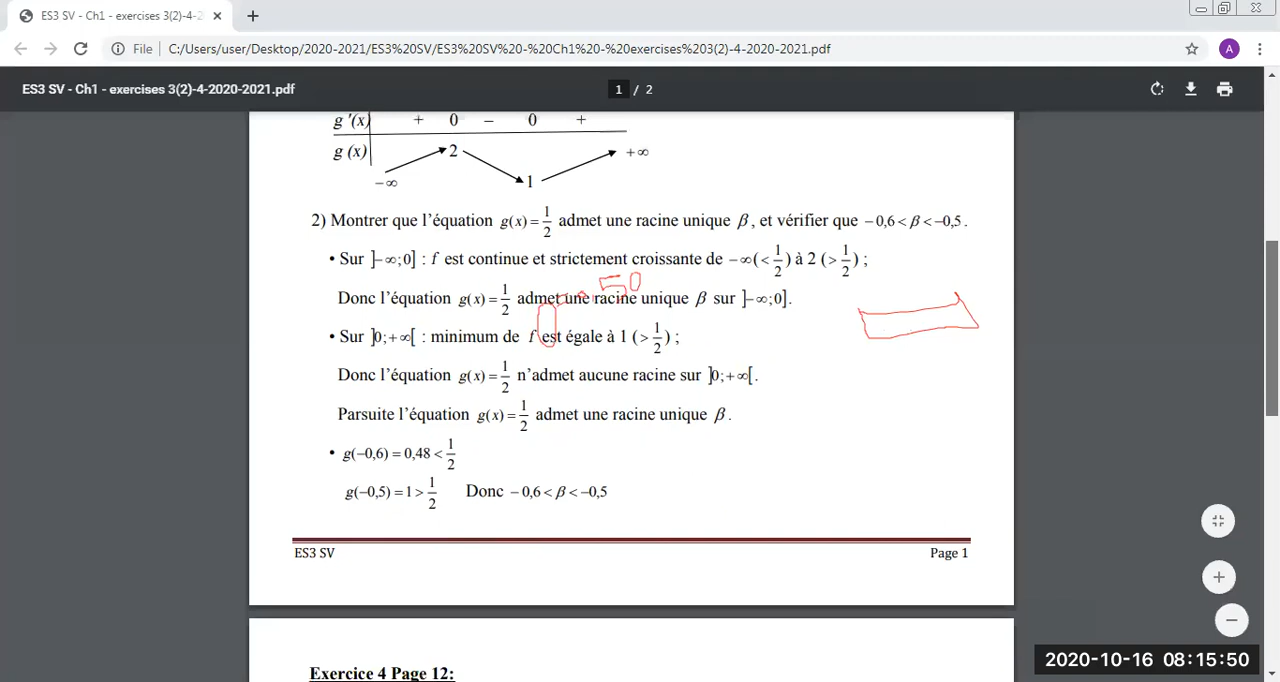 ES3 SV - Ch1 - exercises 3(2)-4-2
File
C:/Users/user/Desktop/2020-2021/ES3%20SV/ES3%20SV%20-%20Ch1%20-%20exercises%203(2)-4-2020-2021.pdf
A
ES3 SV - Ch1 - exercises 3(2)-4-2020-2021.pdf
1 / 2
g '(x) + 0 − 0 +
g (x) −∞ 2 1 +∞
2) Montrer que l’équation g(x) = 1/2 admet une racine unique β, et vérifier que −0,6 < β < −0,5.
• Sur ]−∞;0] : f est continue et strictement croissante de −∞(< 1/2) à 2 (> 1/2) ;
50
Donc l’équation g(x) = 1/2 admet une racine unique β sur ]−∞;0].
• Sur ]0;+∞[ : minimum de f est égale à 1 (> 1/2) ;
Donc l’équation g(x) = 1/2 n’admet aucune racine sur ]0;+∞[.
Parsuite l’équation g(x) = 1/2 admet une racine unique β.
• g(−0,6) = 0,48 < 1/2
g(−0,5) = 1 > 1/2 Donc −0,6 < β < −0,5
ES3 SV Page 1
Exercice 4 Page 12:
2020-10-16 08:15:50